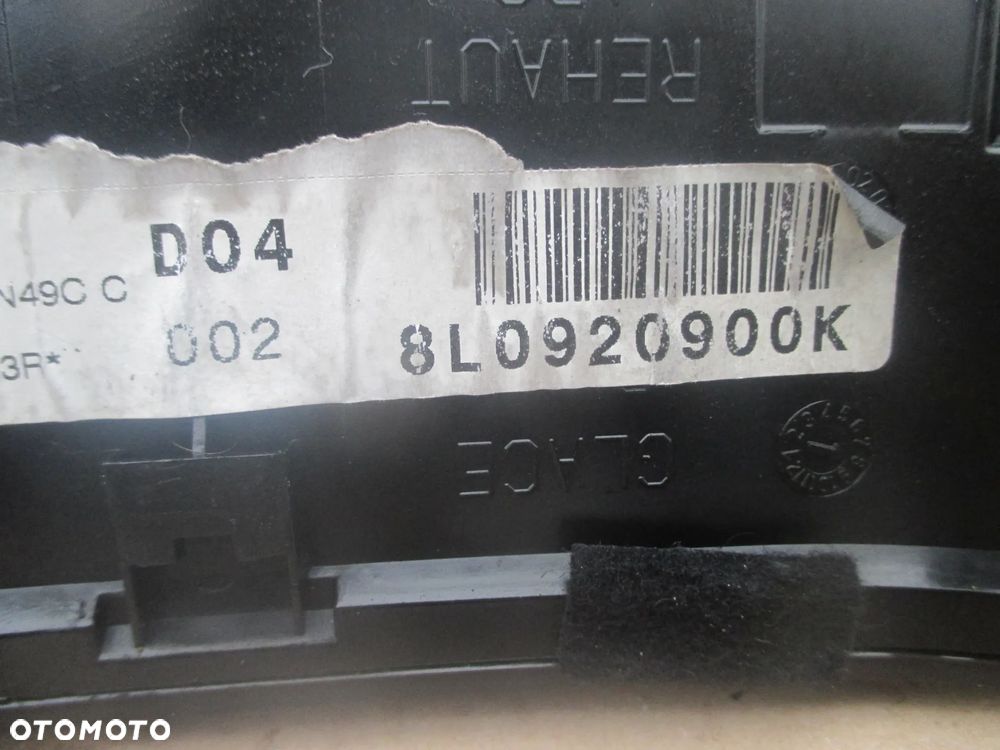 REHAUT
D04
N49C C
002
3R*
8L0920900K
GLACE
OTOMOTO